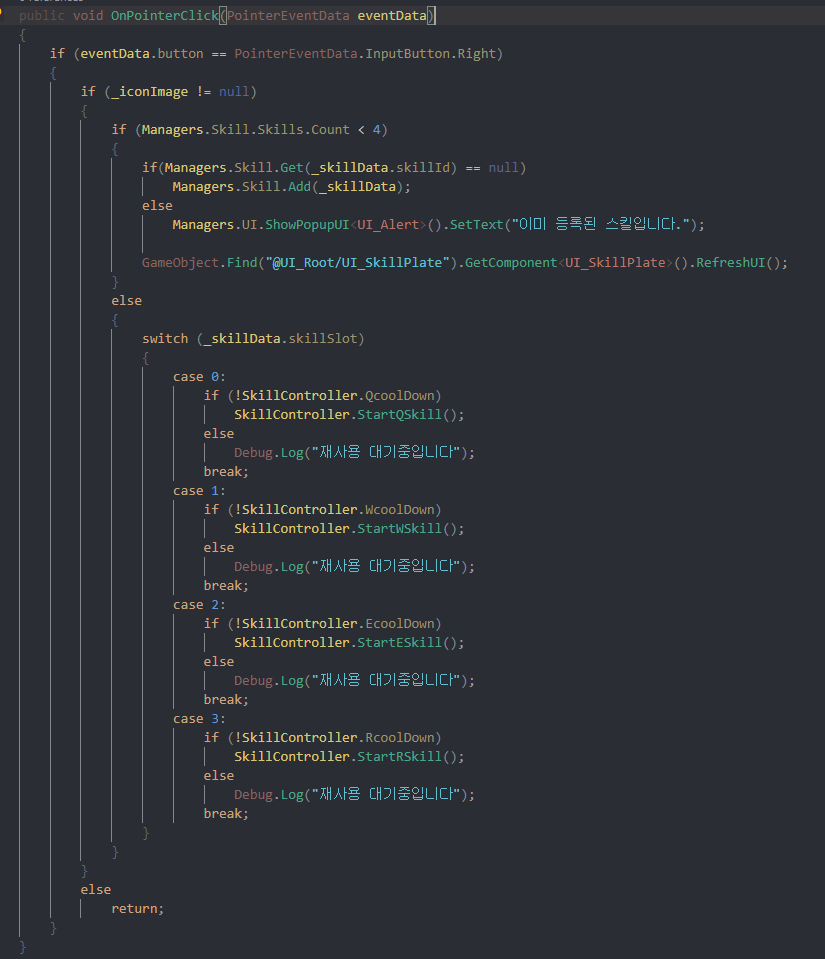 public void OnPointerClick(PointerEventData eventData)
{
if (eventData.button == PointerEventData.InputButton.Right)
{
if (_iconImage != null)
{
if (Managers.Skill.Skills.Count < 4)
{
if(Managers.Skill.Get(_skillData.skillId) == null)
Managers.Skill.Add(_skillData);
else
Managers.UI.ShowPopupUI<UI_Alert>().SetText("이미 등록된 스킬입니다.");
GameObject.Find("@UI_Root/UI_SkillPlate").GetComponent<UI_SkillPlate>().RefreshUI();
}
else
{
switch (_skillData.skillSlot)
{
case 0:
if (!SkillController.QcoolDown)
SkillController.StartQSkill();
else
Debug.Log("재사용 대기중입니다");
break;
case 1:
if (!SkillController.WcoolDown)
SkillController.StartWSkill();
else
Debug.Log("재사용 대기중입니다");
break;
case 2:
if (!SkillController.EcoolDown)
SkillController.StartESkill();
else
Debug.Log("재사용 대기중입니다");
break;
case 3:
if (!SkillController.RcoolDown)
SkillController.StartRSkill();
else
Debug.Log("재사용 대기중입니다");
break;
}
}
}
else
return;
}
}